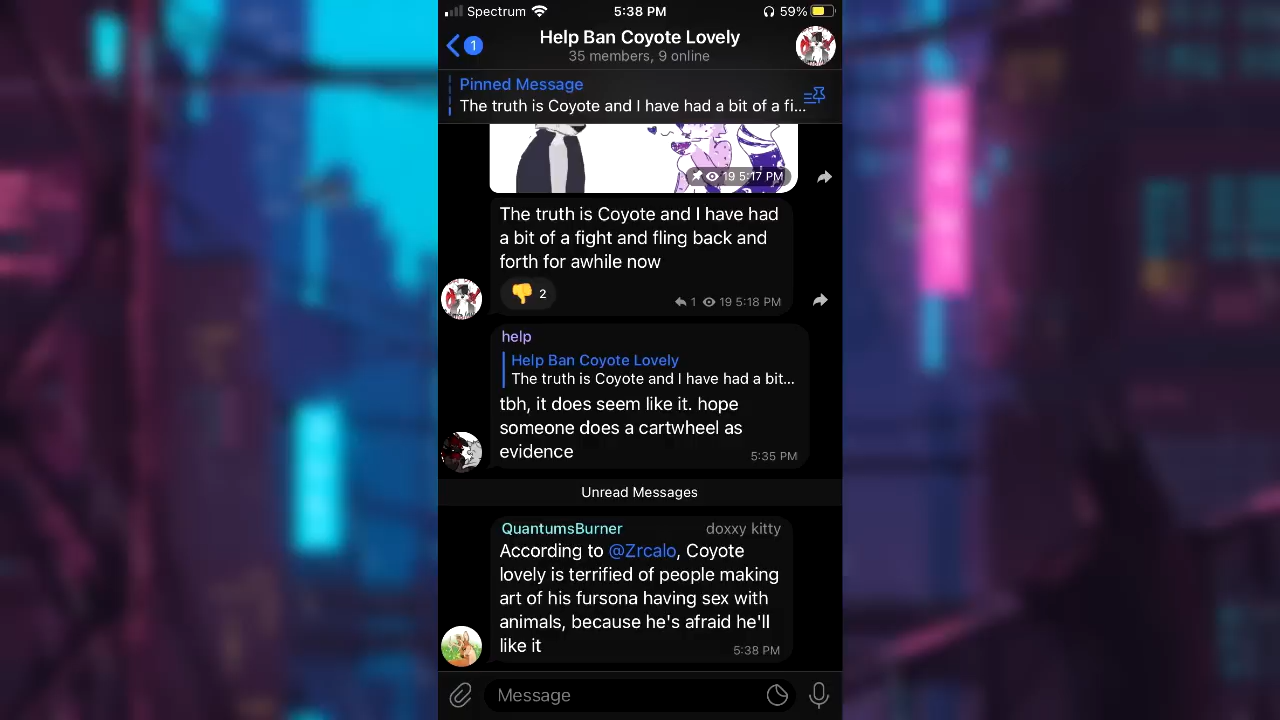 Spectrum 5:38 PM 59%
1 Help Ban Coyote Lovely
35 members, 9 online
Pinned Message
The truth is Coyote and I have had a bit of a fi...
19 5:17 PM
The truth is Coyote and I have had
a bit of a fight and fling back and
forth for awhile now
👎 2
1 19 5:18 PM
help
Help Ban Coyote Lovely
The truth is Coyote and I have had a bit...
tbh, it does seem like it. hope
someone does a cartwheel as
evidence
5:35 PM
Unread Messages
QuantumsBurner doxxy kitty
According to @Zrcalo, Coyote
lovely is terrified of people making
art of his fursona having sex with
animals, because he's afraid he'll
like it
5:38 PM
Message